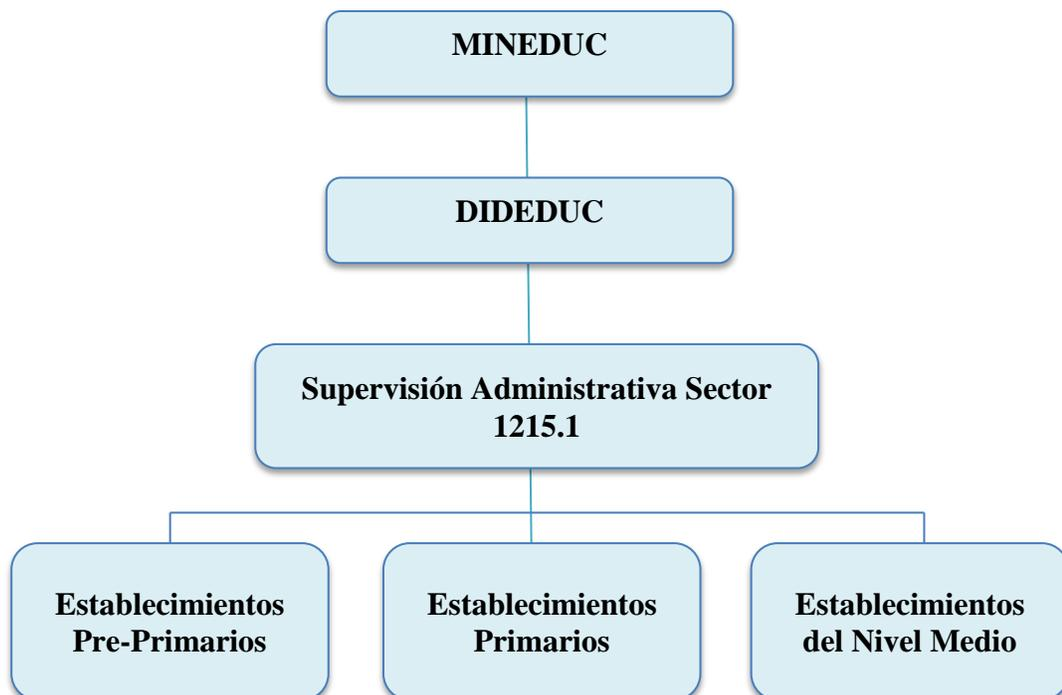 MINEDUC
DIDEDUC
Supervisión Administrativa Sector
1215.1
Establecimientos
Pre-Primarios
Establecimientos
Primarios
Establecimientos
del Nivel Medio